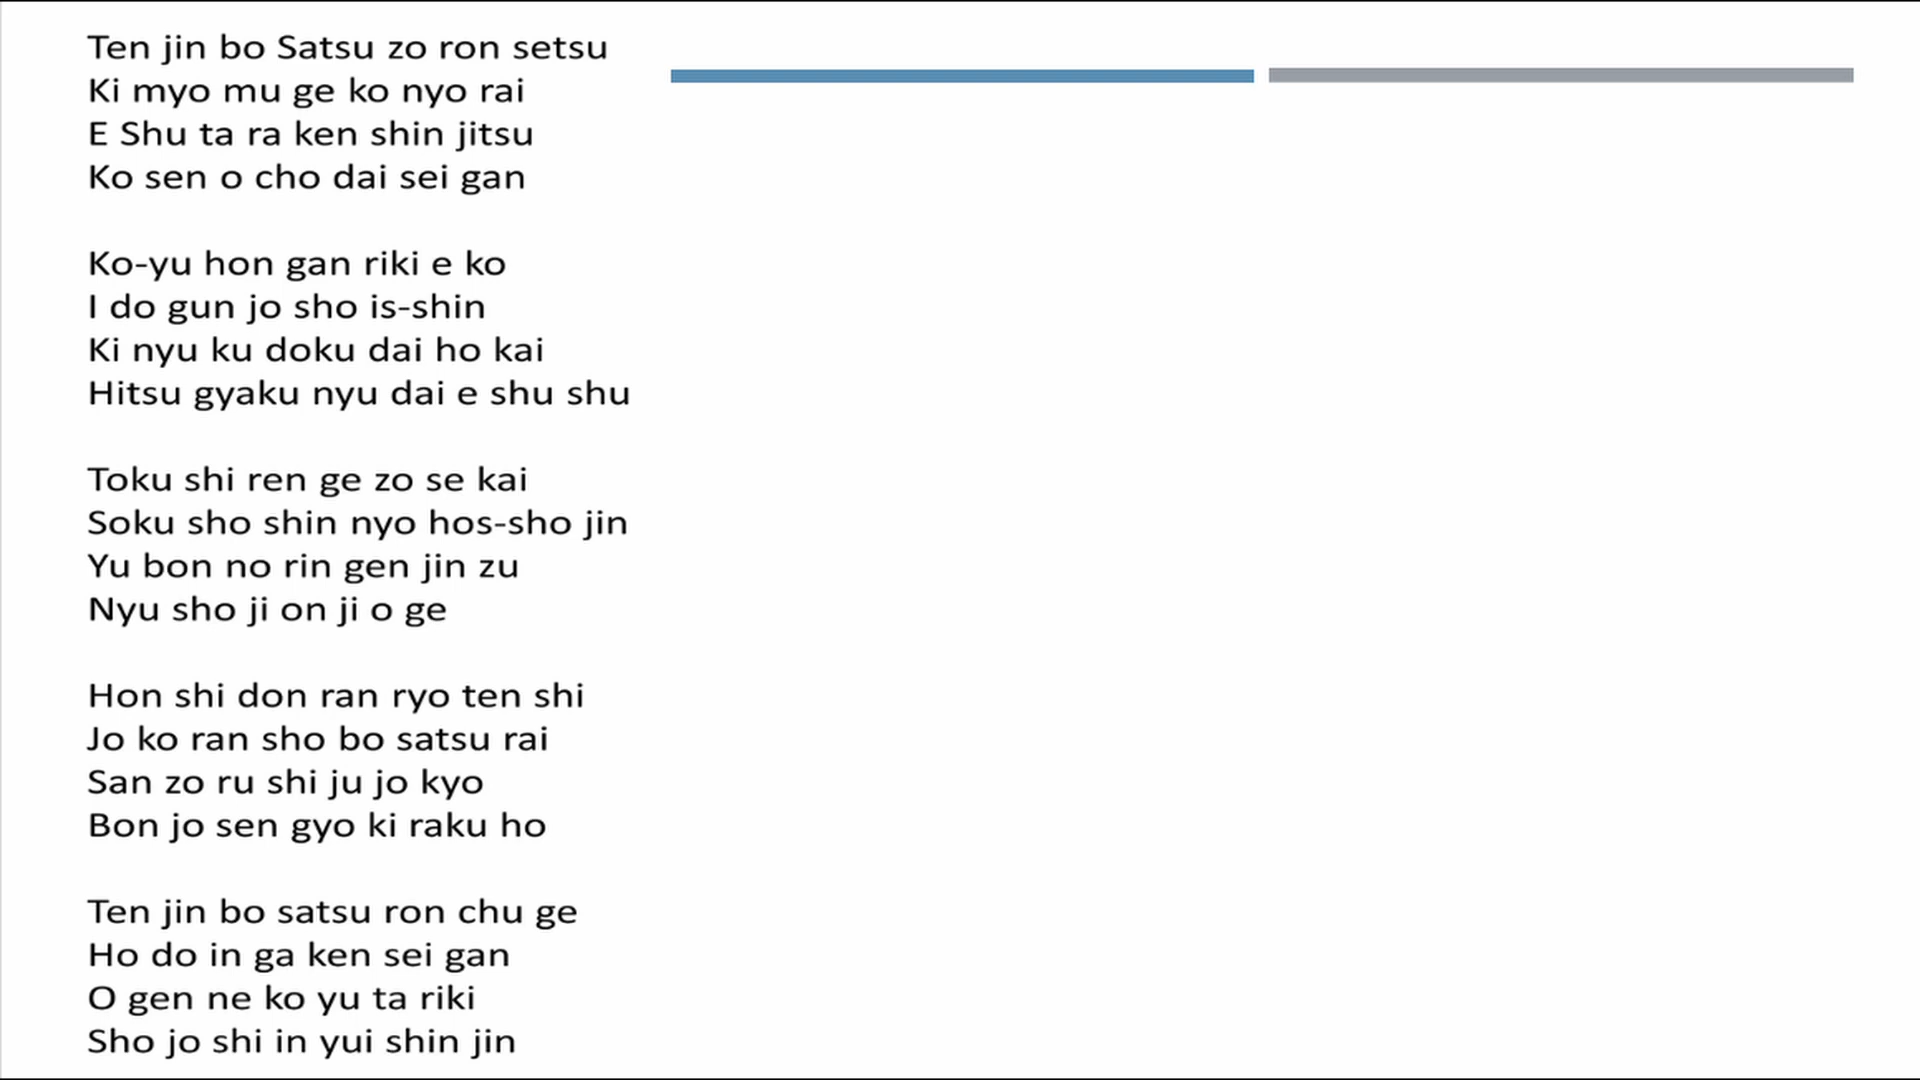 Ten jin bo Satsu zo ron setsu
Ki myo mu ge ko nyo rai
E Shu ta ra ken shin jitsu
Ko sen o cho dai sei gan
Ko-yu hon gan riki e ko
I do gun jo sho is-shin
Ki nyu ku doku dai ho kai
Hitsu gyaku nyu dai e shu shu
Toku shi ren ge zo se kai
Soku sho shin nyo hos-sho jin
Yu bon no rin gen jin zu
Nyu sho ji on ji o ge
Hon shi don ran ryo ten shi
Jo ko ran sho bo satsu rai
San zo ru shi ju jo kyo
Bon jo sen gyo ki raku ho
Ten jin bo satsu ron chu ge
Ho do in ga ken sei gan
O gen ne ko yu ta riki
Sho jo shi in yui shin jin